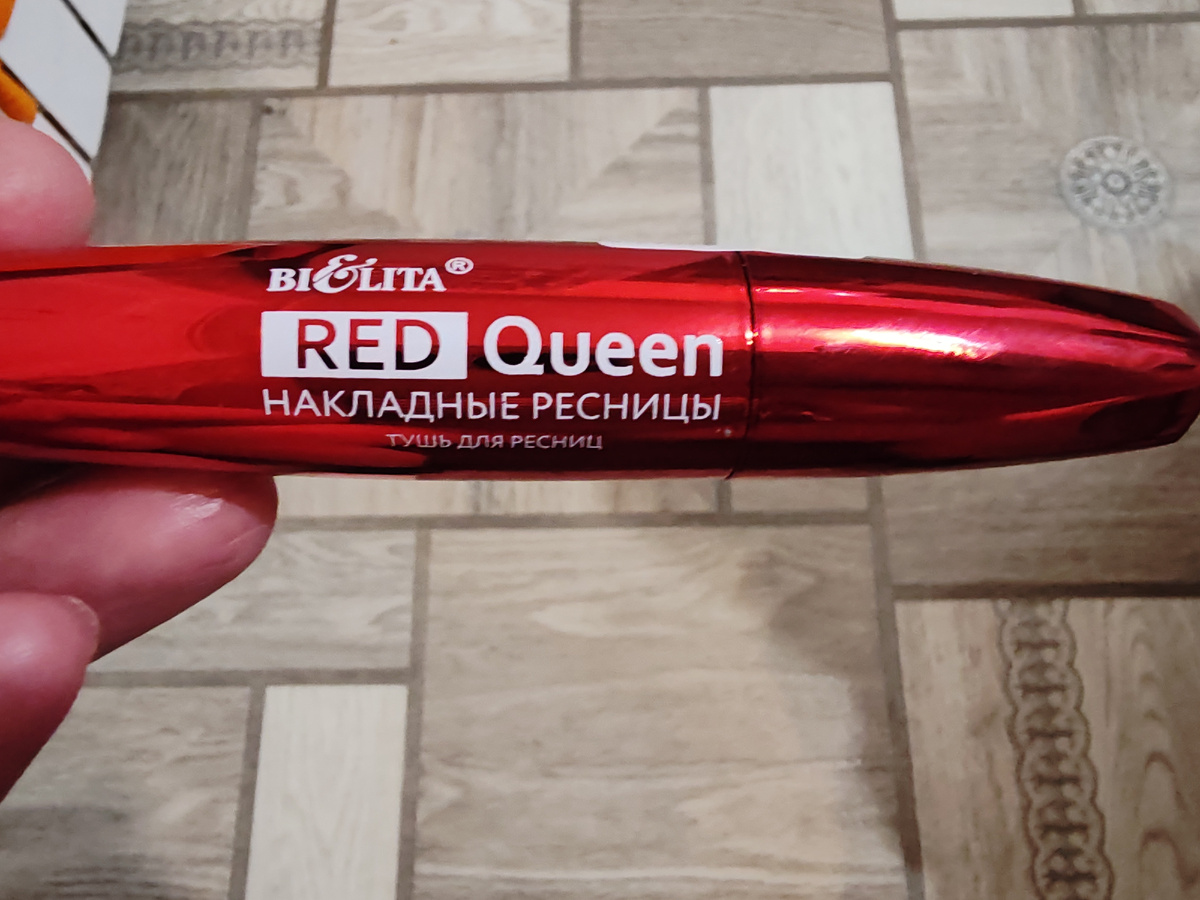 BIELITA®
RED Queen
НАКЛАДНЫЕ РЕСНИЦЫ
ТУШЬ ДЛЯ РЕСНИЦ